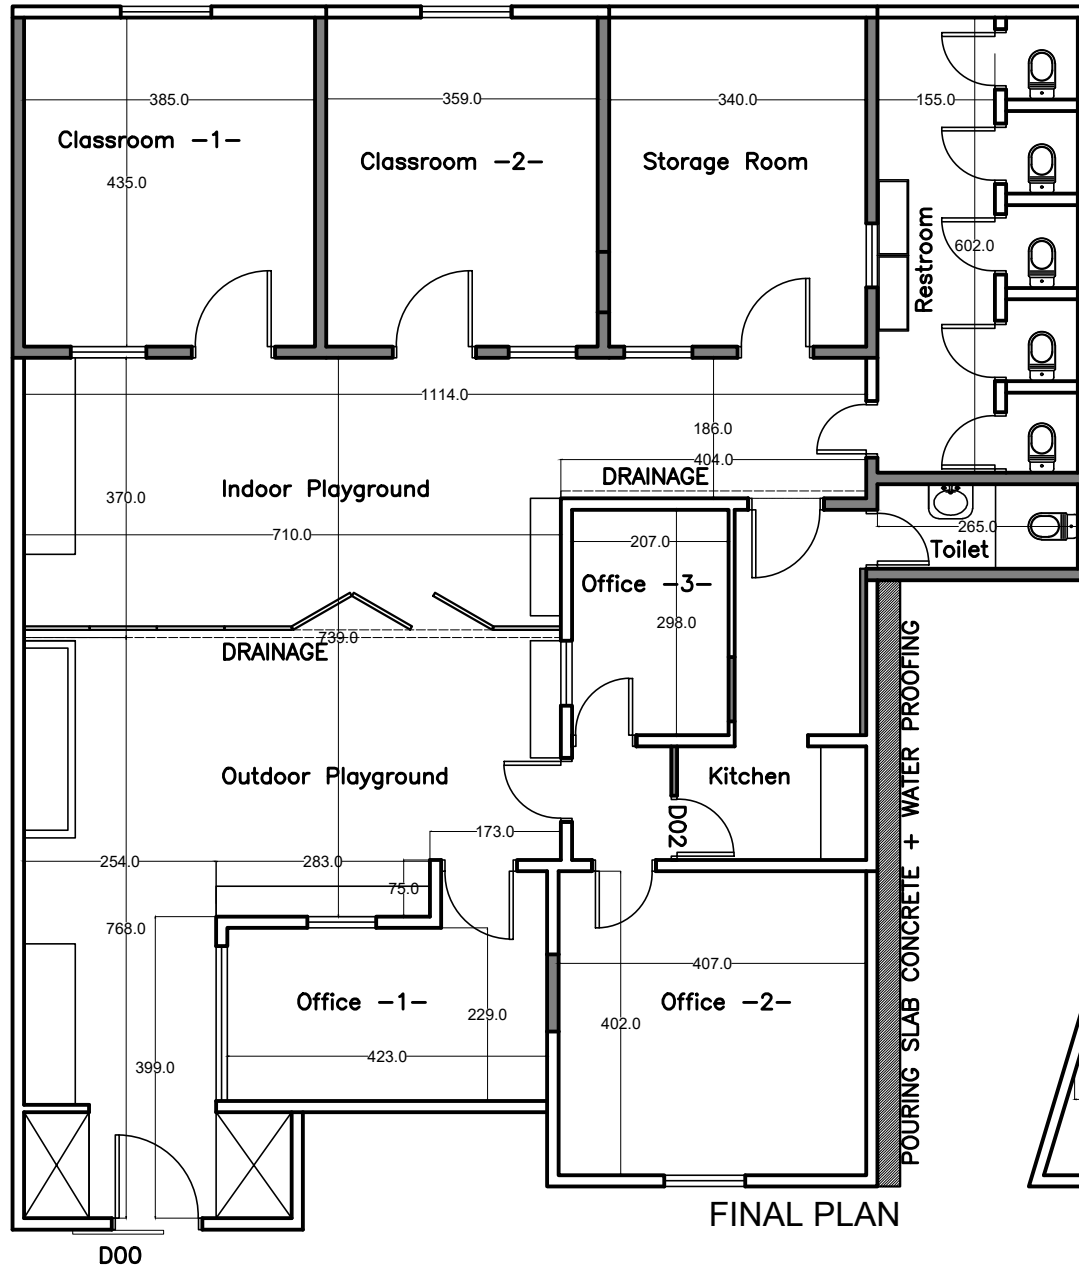 385.0
359.0
340.0
155.0
Classroom -1-
Classroom -2-
Storage Room
435.0
Restroom
602.0
1114.0
186.0
404.0
DRAINAGE
Indoor Playground
370.0
710.0
207.0
265.0
Toilet
Office -3-
298.0
739.0
DRAINAGE
Outdoor Playground
Kitchen
D02
173.0
254.0
283.0
75.0
768.0
POURING SLAB CONCRETE + WATER PROOFING
407.0
Office -1-
Office -2-
229.0
402.0
423.0
399.0
FINAL PLAN
D00